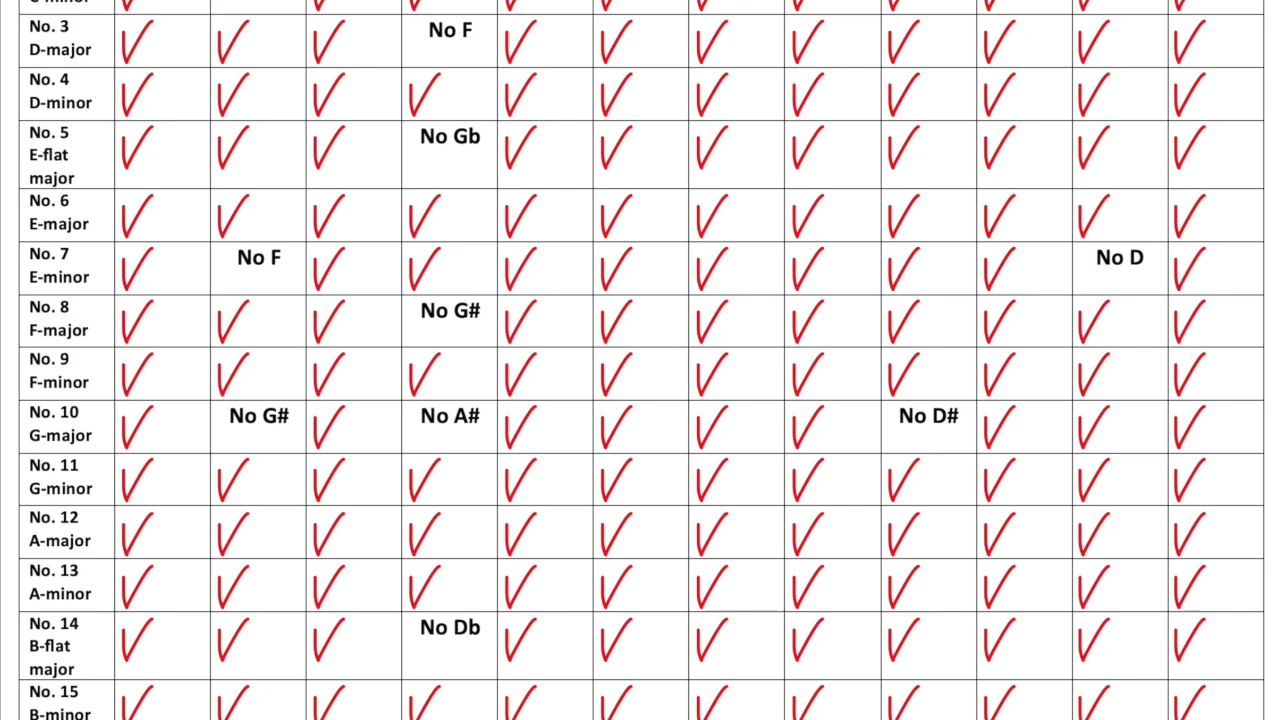 C-minor
No. 3
D-major
No F
No. 4
D-minor
No. 5
E-flat
major
No Gb
No. 6
E-major
No. 7
E-minor
No F
No D
No. 8
F-major
No G#
No. 9
F-minor
No. 10
G-major
No G#
No A#
No D#
No. 11
G-minor
No. 12
A-major
No. 13
A-minor
No. 14
B-flat
major
No Db
No. 15
B-minor